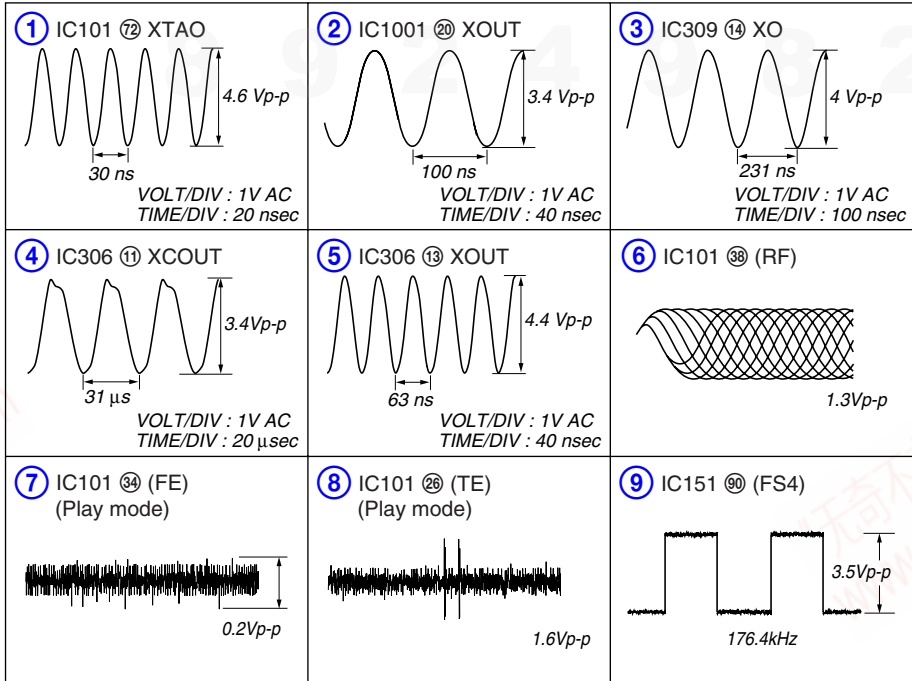 ① IC101 ㊷ XTAO
4.6 Vp-p
30 ns
VOLT/DIV : 1V AC
TIME/DIV : 20 nsec
② IC1001 ⑳ XOUT
3.4 Vp-p
100 ns
VOLT/DIV : 1V AC
TIME/DIV : 40 nsec
③ IC309 ⑭ XO
4 Vp-p
231 ns
VOLT/DIV : 1V AC
TIME/DIV : 100 nsec
④ IC306 ⑪ XCOUT
3.4Vp-p
31 µs
VOLT/DIV : 1V AC
TIME/DIV : 20 µsec
⑤ IC306 ⑬ XOUT
4.4 Vp-p
63 ns
VOLT/DIV : 1V AC
TIME/DIV : 40 nsec
⑥ IC101 ㊳ (RF)
1.3Vp-p
⑦ IC101 ㉞ (FE)
(Play mode)
0.2Vp-p
⑧ IC101 ㉖ (TE)
(Play mode)
1.6Vp-p
⑨ IC151 90 (FS4)
3.5Vp-p
176.4kHz